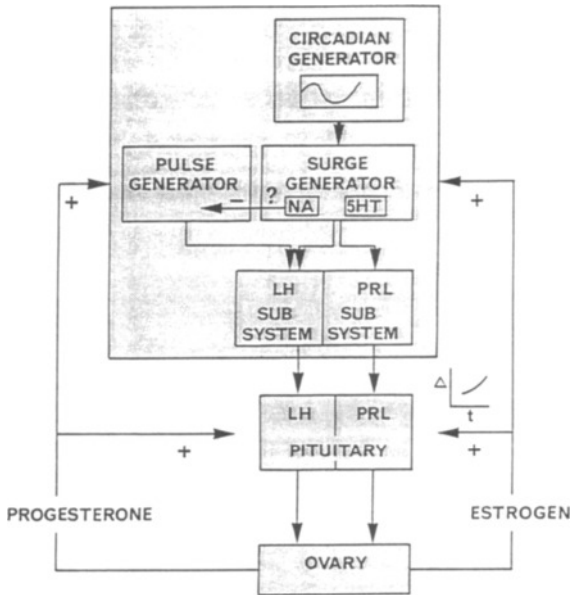 CIRCADIAN
GENERATOR
PULSE
GENERATOR
SURGE
GENERATOR
+
−
?
NA
5HT
+
LH
SUB
SYSTEM
PRL
SUB
SYSTEM
Δ
t
LH
PRL
PITUITARY
+
+
PROGESTERONE
ESTROGEN
OVARY